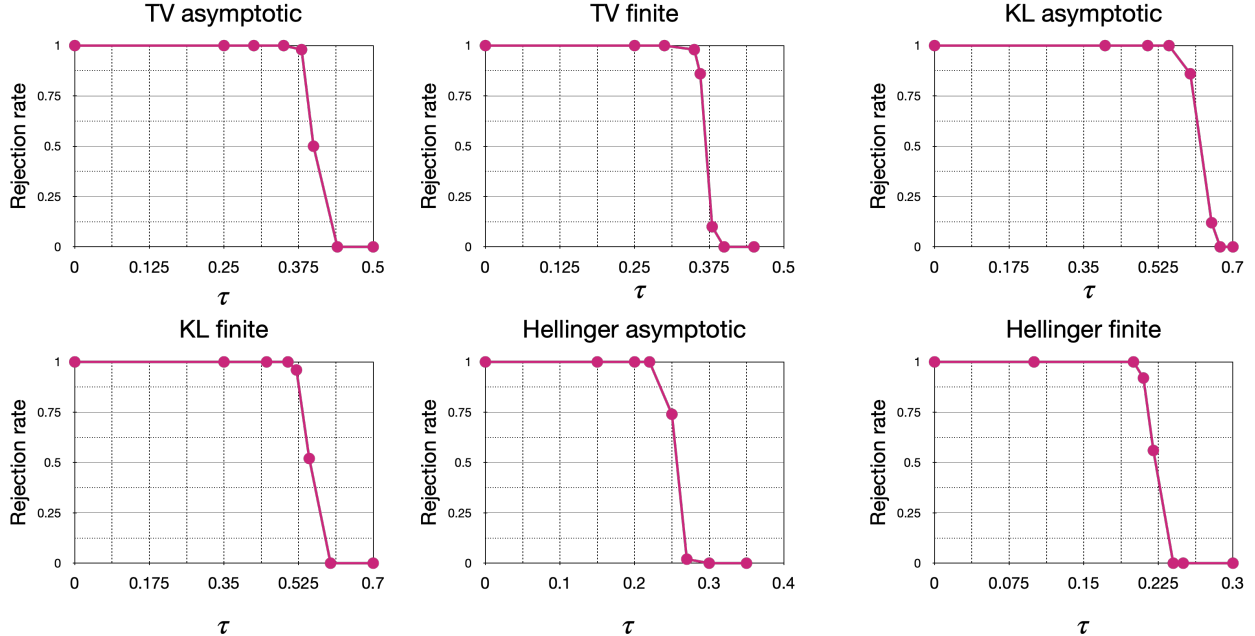 TV asymptotic
Rejection rate
1
0.75
0.5
0.25
0
0 0.125 0.25 0.375 0.5
τ
TV finite
Rejection rate
1
0.75
0.5
0.25
0
0 0.125 0.25 0.375 0.5
τ
KL asymptotic
Rejection rate
1
0.75
0.5
0.25
0
0 0.175 0.35 0.525 0.7
τ
KL finite
Rejection rate
1
0.75
0.5
0.25
0
0 0.175 0.35 0.525 0.7
τ
Hellinger asymptotic
Rejection rate
1
0.75
0.5
0.25
0
0 0.1 0.2 0.3 0.4
τ
Hellinger finite
Rejection rate
1
0.75
0.5
0.25
0
0 0.075 0.15 0.225 0.3
τ